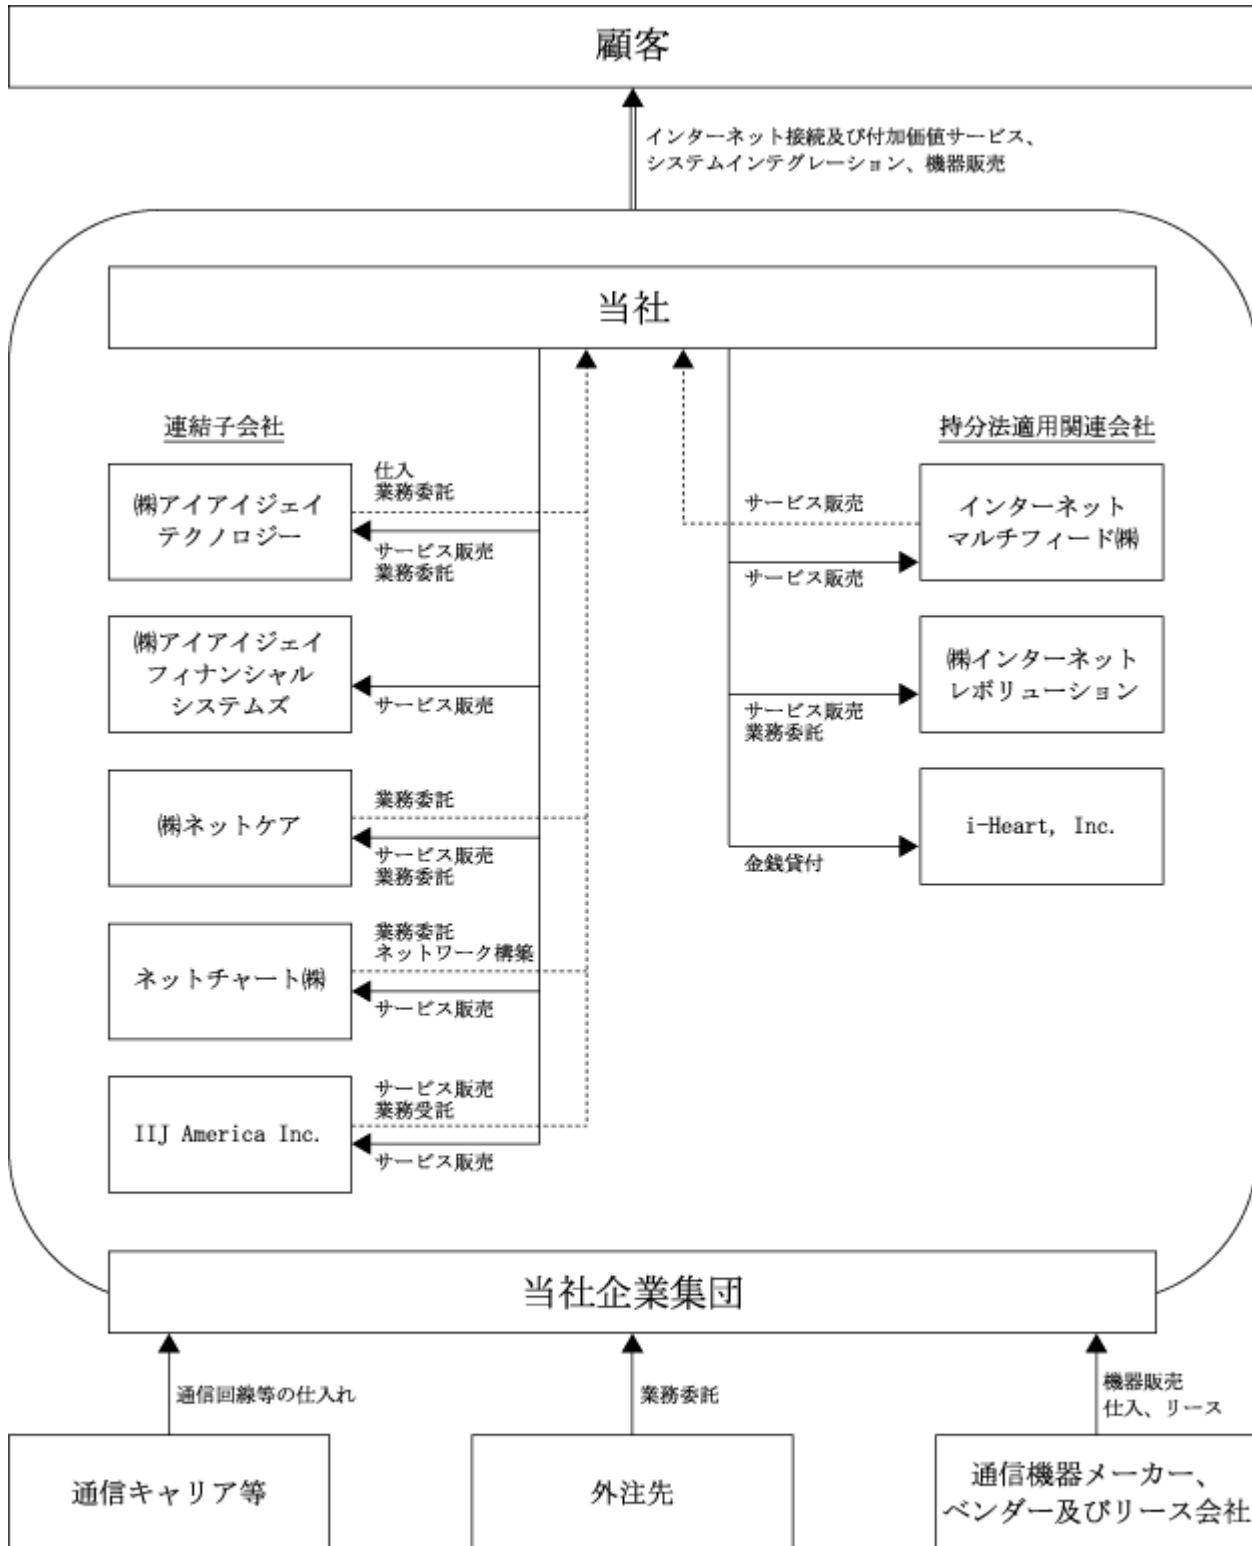 顧客
インターネット接続及び付加価値サービス、
システムインテグレーション、機器販売
当社
連結子会社
持分法適用関連会社
㈱アイアイジェイ
テクノロジー
仕入
業務委託
サービス販売
業務委託
サービス販売
サービス販売
インターネット
マルチフィード㈱
㈱アイアイジェイ
フィナンシャル
システムズ
サービス販売
サービス販売
業務委託
㈱インターネット
レボリューション
㈱ネットケア
業務委託
サービス販売
業務委託
金銭貸付
i-Heart, Inc.
ネットチャート㈱
業務委託
ネットワーク構築
サービス販売
IIJ America Inc.
サービス販売
業務受託
サービス販売
当社企業集団
通信回線等の仕入れ
業務委託
機器販売
仕入、リース
通信キャリア等
外注先
通信機器メーカー、
ベンダー及びリース会社